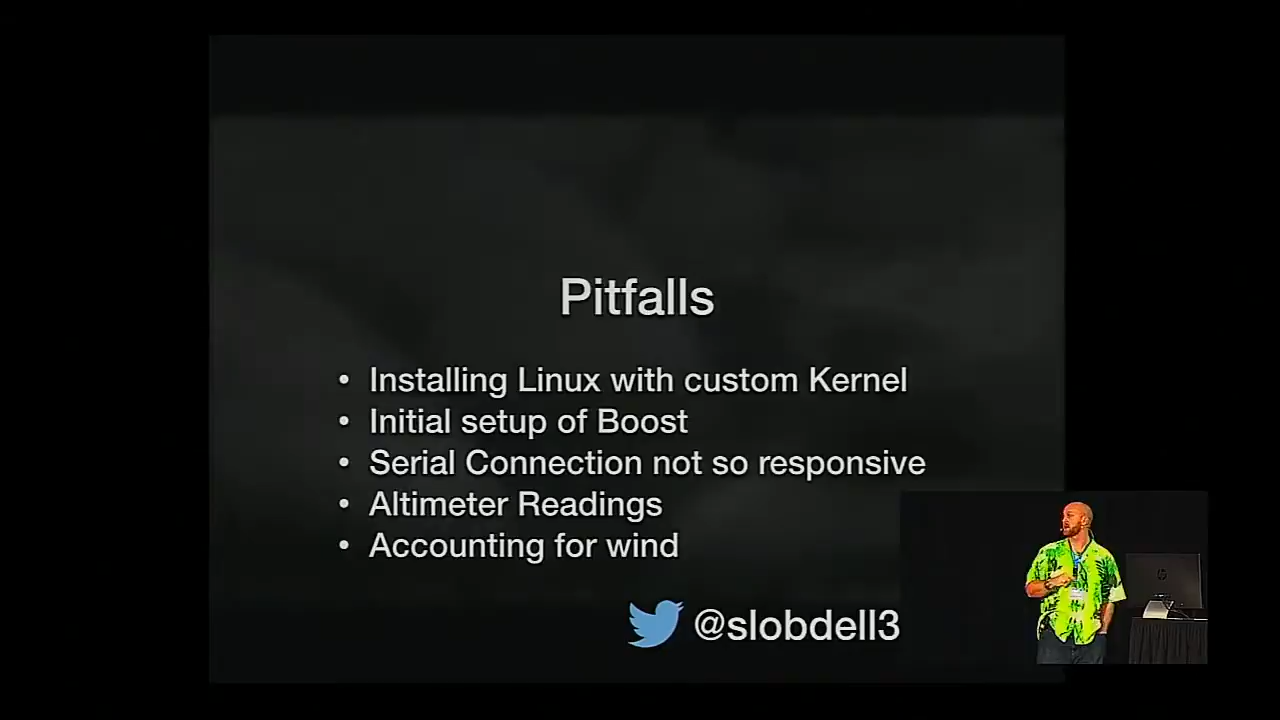 Pitfalls
• Installing Linux with custom Kernel
• Initial setup of Boost
• Serial Connection not so responsive
• Altimeter Readings
• Accounting for wind
@slobdell3